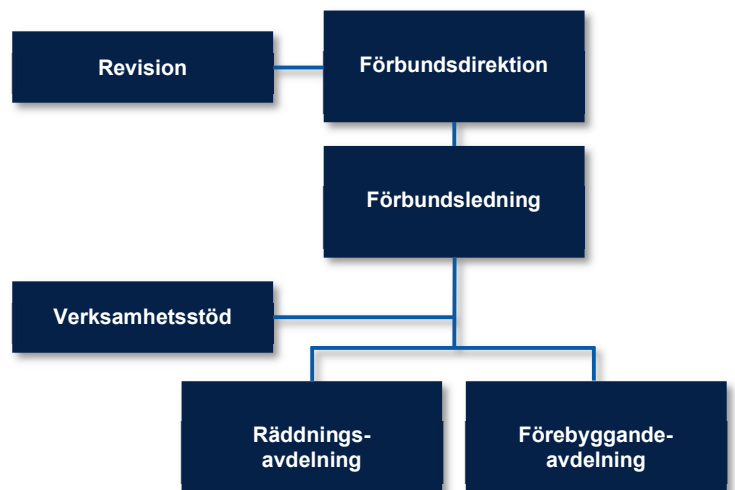 Revision
Förbundsdirektion
Förbundsledning
Verksamhetsstöd
Räddnings-
avdelning
Förebyggande-
avdelning